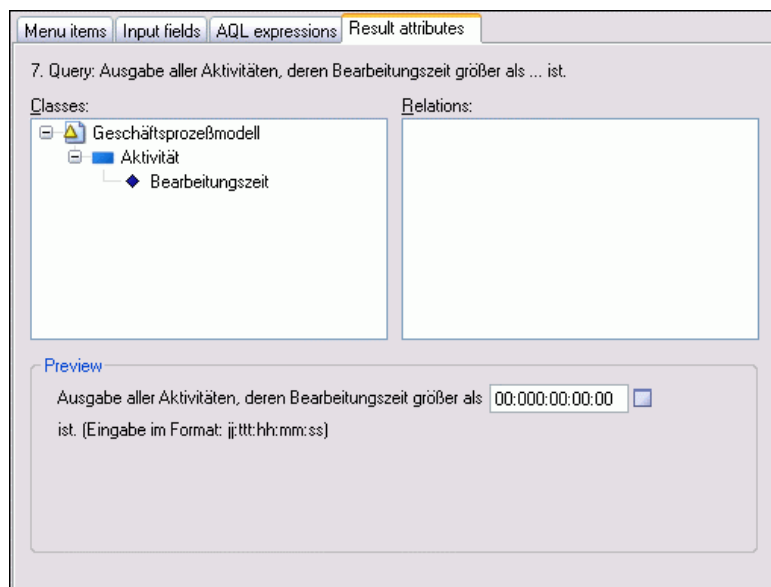 Menu items Input fields AQL expressions Result attributes
7. Query: Ausgabe aller Aktivitäten, deren Bearbeitungszeit größer als ... ist.
Classes: Relations:
Geschäftsprozeßmodell
Aktivität
Bearbeitungszeit
Preview
Ausgabe aller Aktivitäten, deren Bearbeitungszeit größer als 00:000:00:00:00
ist. (Eingabe im Format: jj:ttt:hh:mm:ss)